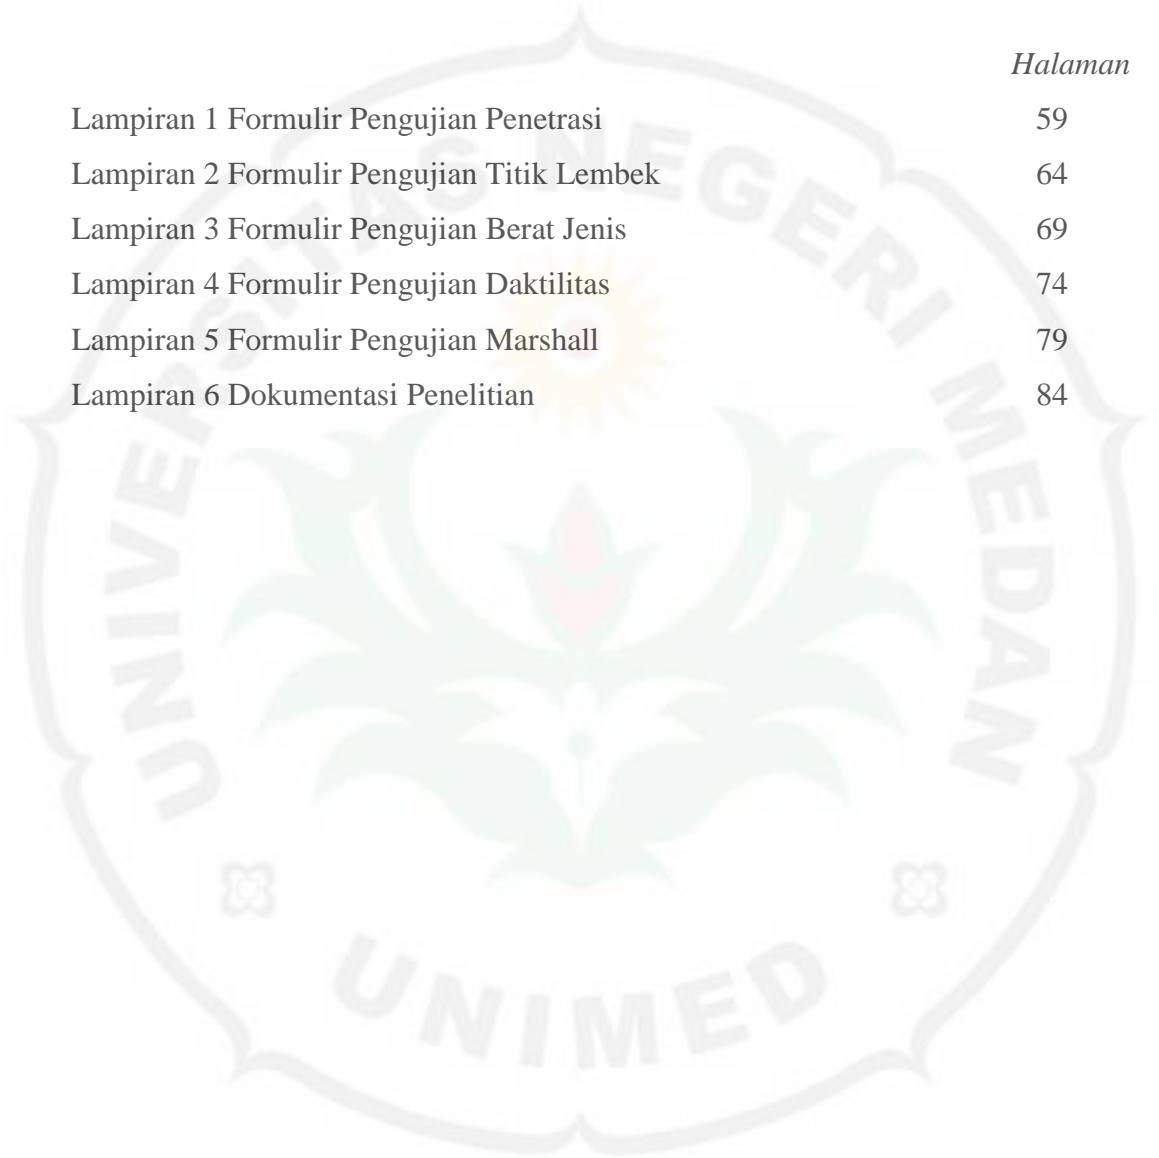 Halaman
Lampiran 1 Formulir Pengujian Penetrasi 59
Lampiran 2 Formulir Pengujian Titik Lembek 64
Lampiran 3 Formulir Pengujian Berat Jenis 69
Lampiran 4 Formulir Pengujian Daktilitas 74
Lampiran 5 Formulir Pengujian Marshall 79
Lampiran 6 Dokumentasi Penelitian 84
UNIVERSITAS NEGERI MEDAN
UNIMED